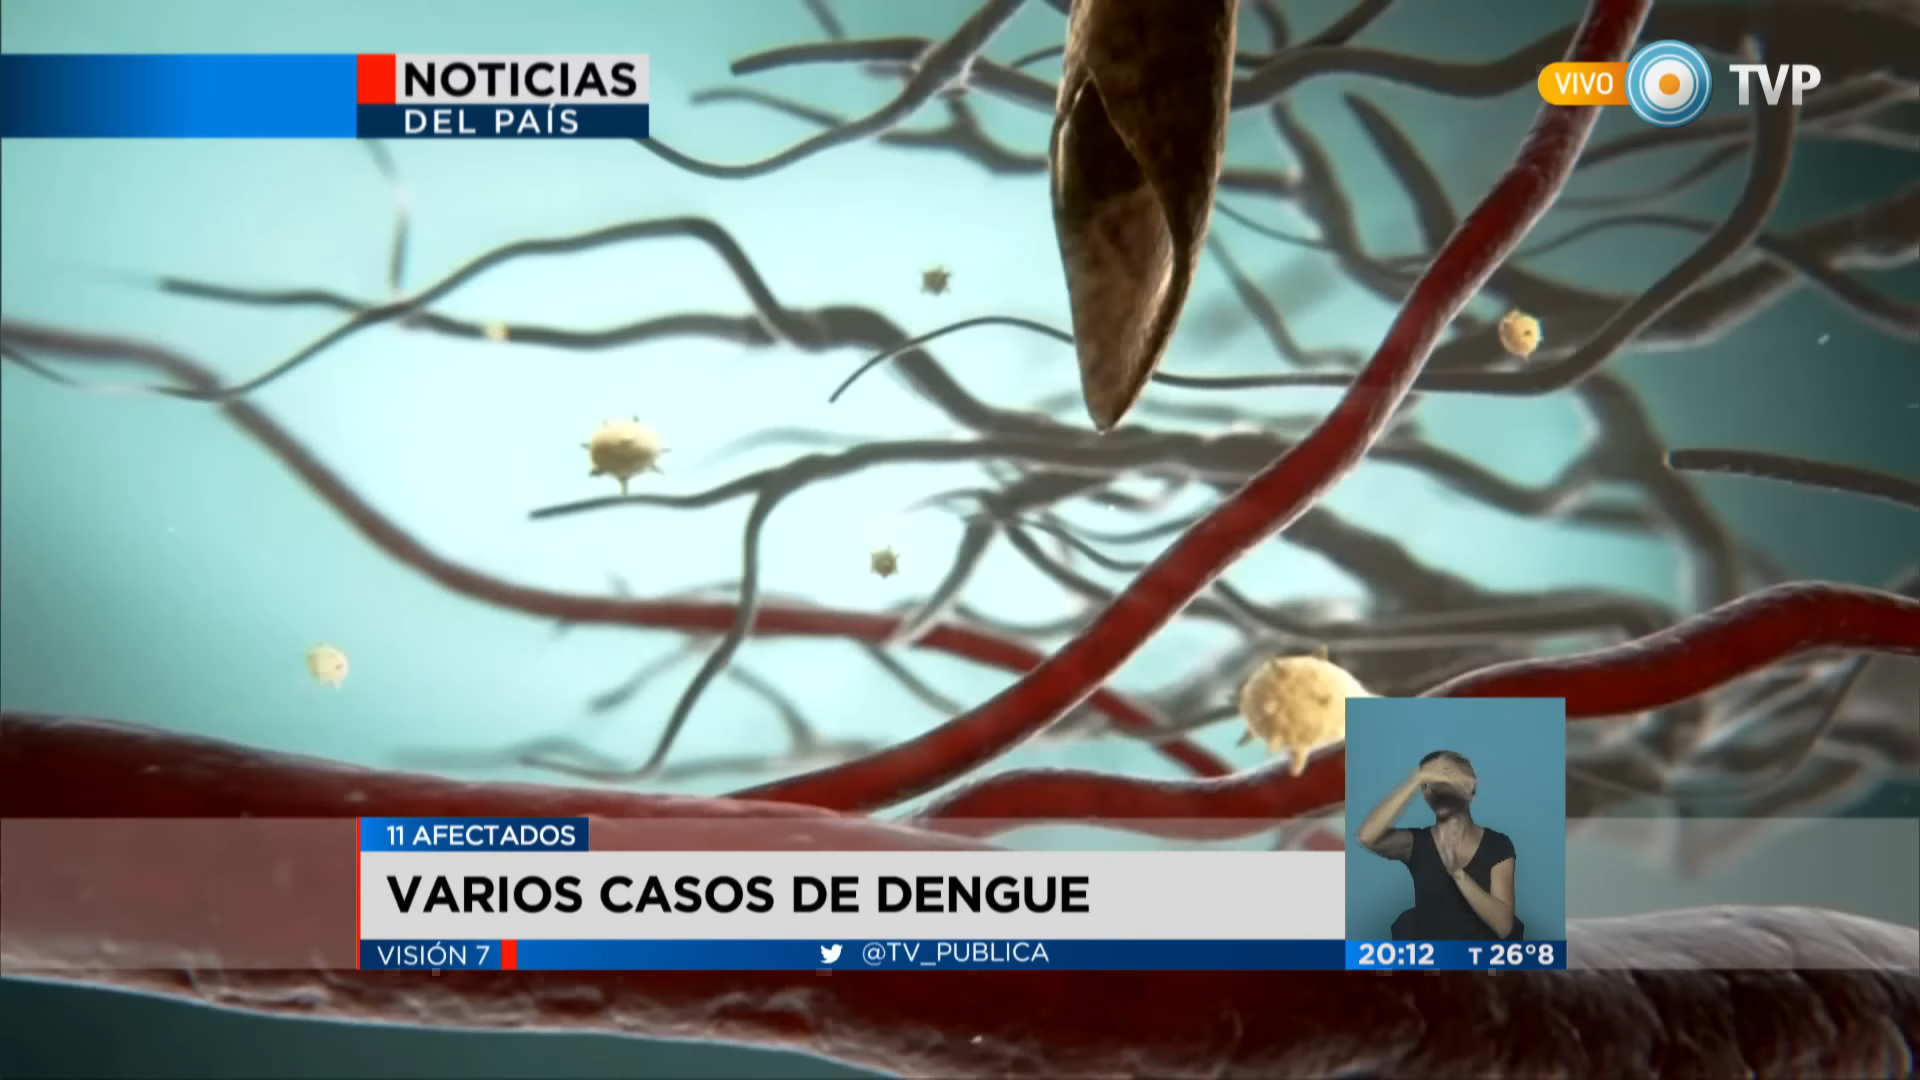 NOTICIAS
DEL PAÍS
VIVO
TVP
11 AFECTADOS
VARIOS CASOS DE DENGUE
VISIÓN 7
@TV_PUBLICA
20:12
T 26°8